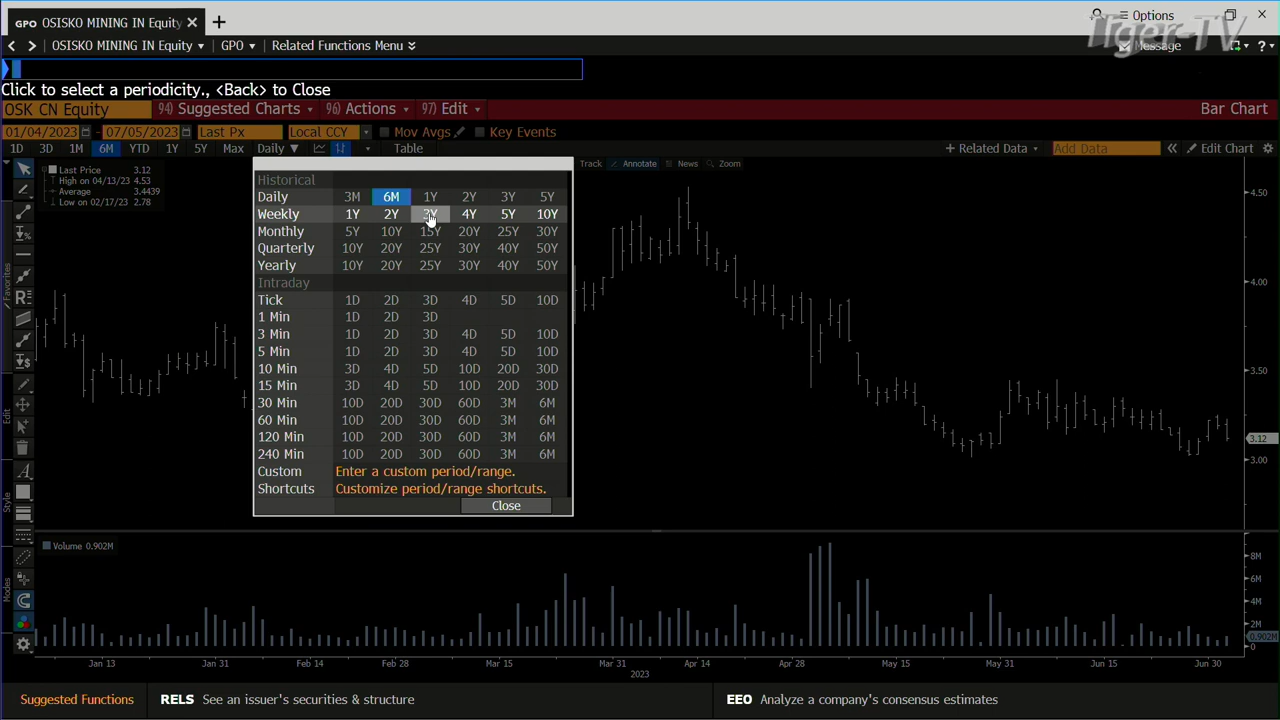 GPO OSISKO MINING IN Equity
Options
OSISKO MINING IN Equity GPO Related Functions Menu
Message
?
Tiger-TV
Click to select a periodicity., <Back> to Close
OSK CN Equity 94) Suggested Charts 96) Actions 97) Edit Bar Chart
01/04/2023 - 07/05/2023 Last Px Local CCY Mov Avgs Key Events
1D 3D 1M 6M YTD 1Y 5Y Max Daily Table + Related Data Add Data « Edit Chart
Track Annotate News Zoom
Last Price 3.12
High on 04/13/23 4.53
Average 3.4439
Low on 02/17/23 2.78
Historical
Daily 3M 6M 1Y 2Y 3Y 5Y
Weekly 1Y 2Y 3Y 4Y 5Y 10Y
Monthly 5Y 10Y 15Y 20Y 25Y 30Y
Quarterly 10Y 20Y 25Y 30Y 40Y 50Y
Yearly 10Y 20Y 25Y 30Y 40Y 50Y
Intraday
Tick 1D 2D 3D 4D 5D 10D
1 Min 1D 2D 3D
3 Min 1D 2D 3D 4D 5D 10D
5 Min 1D 2D 3D 4D 5D 10D
10 Min 3D 4D 5D 10D 20D 30D
15 Min 3D 4D 5D 10D 20D 30D
30 Min 10D 20D 30D 60D 3M 6M
60 Min 10D 20D 30D 60D 3M 6M
120 Min 10D 20D 30D 60D 3M 6M
240 Min 10D 20D 30D 60D 3M 6M
Custom Enter a custom period/range.
Shortcuts Customize period/range shortcuts.
Close
Favorites
Edit
Style
Modes
4.50
4.00
3.50
3.12
3.00
Volume 0.902M
8M
6M
4M
2M
0.902M
0
Jan 13 Jan 31 Feb 14 Feb 28 Mar 15 Mar 31 Apr 14 Apr 28 May 15 May 31 Jun 15 Jun 30
2023
Suggested Functions RELS See an issuer's securities & structure EEO Analyze a company's consensus estimates